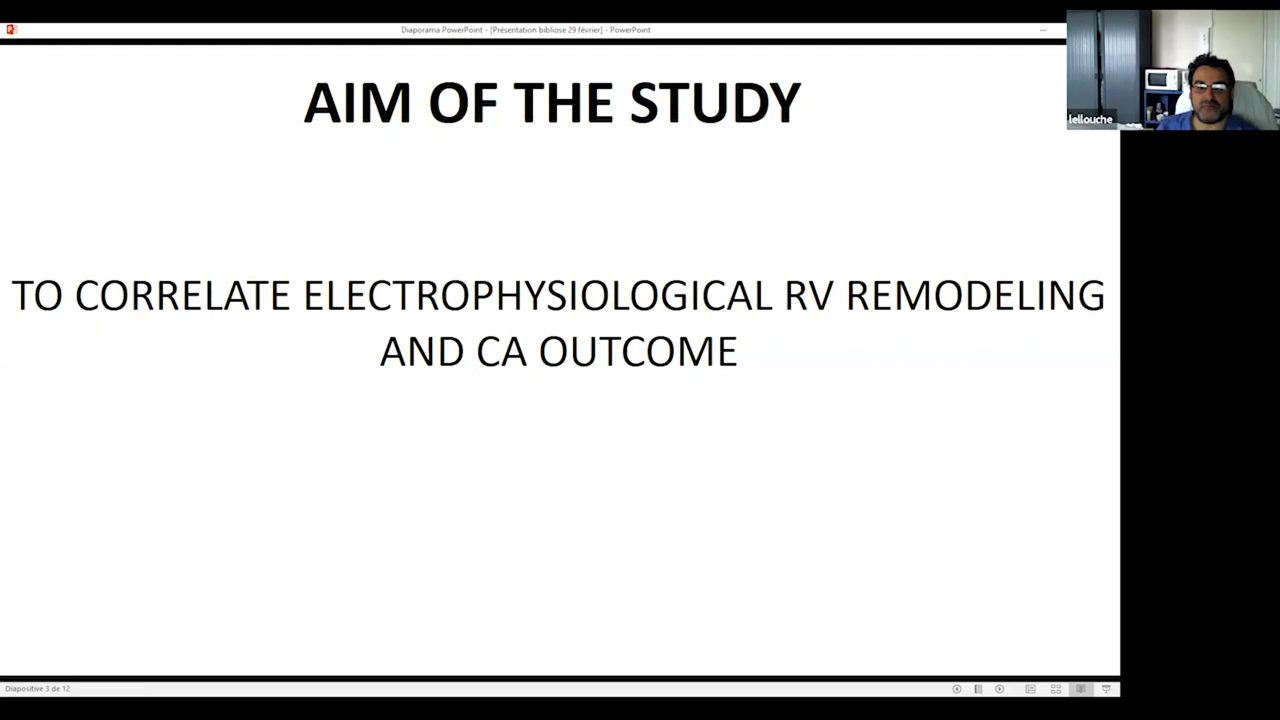 Diaporama PowerPoint - [Présentation bibliose 29 février] - PowerPoint
AIM OF THE STUDY
lellouche
TO CORRELATE ELECTROPHYSIOLOGICAL RV REMODELING
AND CA OUTCOME
Diapositive 3 de 12